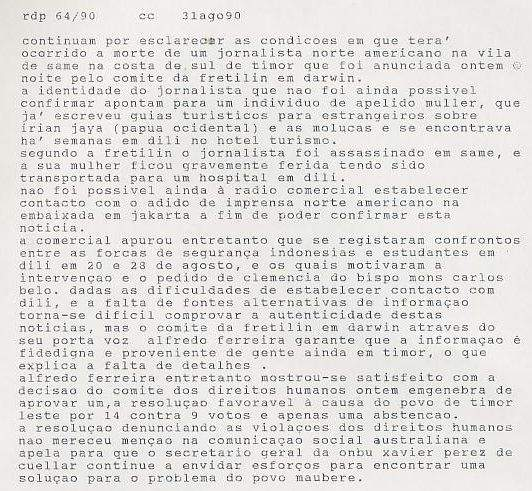 rdp 64/90 cc 31ago90
continuam por esclarecer as condicoes em que tera'
ocorrido a morte de um jornalista norte americano na vila
de same na costa de sul de timor que foi anunciada ontem
noite pelo comite da fretilin em darwin.
a identidade do jornalista que nao foi ainda possivel
confirmar apontam para um individuo de apelido muller, que
ja' escreveu guias turisticos para estrangeiros sobre
irian jaya (papua ocidental) e as molucas e se encontrava
ha' semanas em dili no hotel turismo.
segundo a fretilin o jornalista foi assassinado em same, e
a sua mulher ficou gravemente ferida tendo sido
transportada para um hospital em dili.
nao foi possivel ainda à radio comercial estabelecer
contacto com o adido de imprensa norte americano na
embaixada em jakarta a fim de poder confirmar esta
noticia.
a comercial apurou entretanto que se registaram confrontos
entre as forcas de segurança indonesias e estudantes em
dili em 20 e 28 de agosto, e os quais motivaram a
intervençao e o pedido de clemencia do bispo mons carlos
belo. dadas as dificuldades de estabelecer contacto com
dili, e a falta de fontes alternativas de informaçao
torna-se dificil comprovar a autenticidade destas
noticias, mas o comite da fretilin em darwin atraves do
seu porta voz alfredo ferreira garante que a informaçao é
fidedigna e proveniente de gente ainda em timor, o que
explica a falta de detalhes .
alfredo ferreira entretanto mostrou-se satisfeito com a
decisao do comite dos direitos humanos ontem emgenebra de
aprovar um,a resoluçao favoravel à causa do povo de timor
leste por 14 contra 9 votos e apenas uma abstencao.
a resoluçao denunciando as violaçoes dos direitos humanos
nao mereceu mençao na comunicaçao social australiana e
apela para que o secretario geral da onbu xavier perez de
cuellar continue a envidar esforços para encontrar uma
soluçao para o problema do povo maubere.